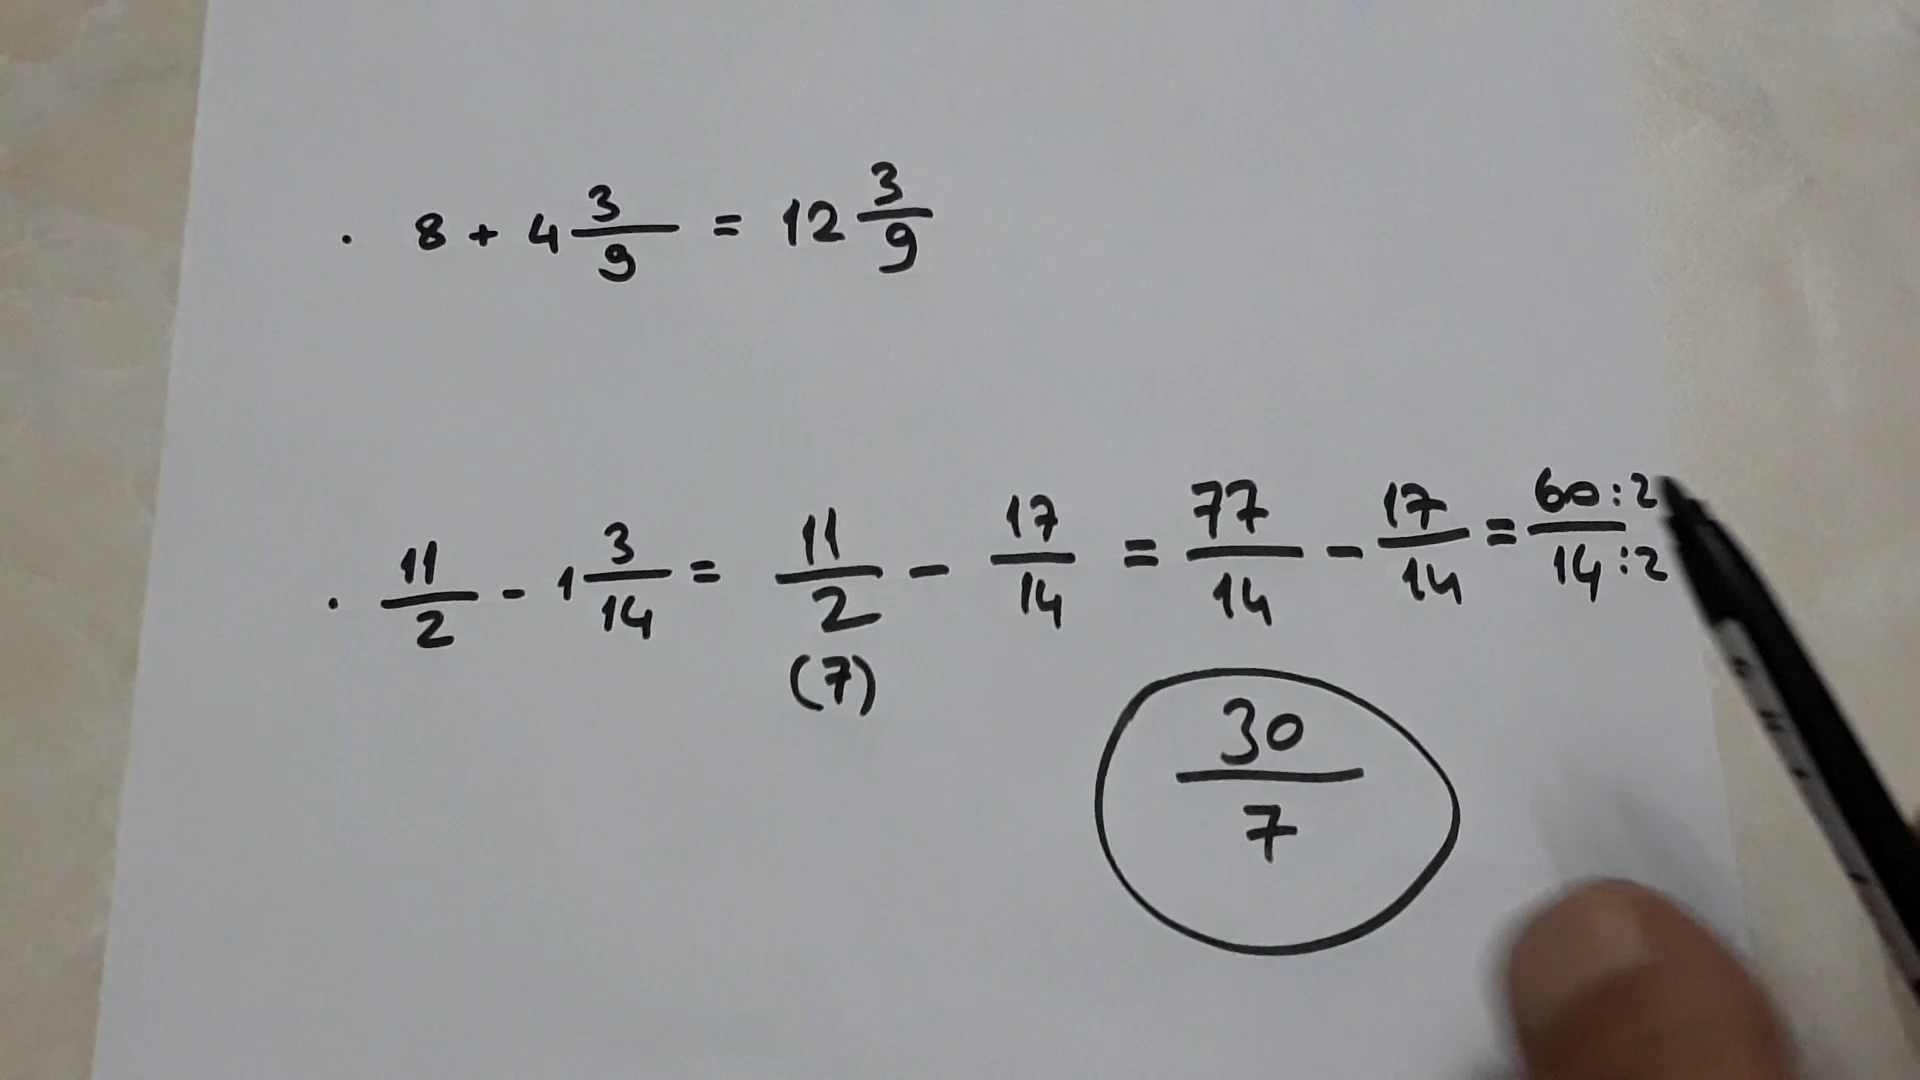 . 8 + 4 3/9 = 12 3/9
. 11/2 - 1 3/14 = 11/2 - 17/14 = 77/14 - 17/14 = 60:2/14:2
(7)
30/7